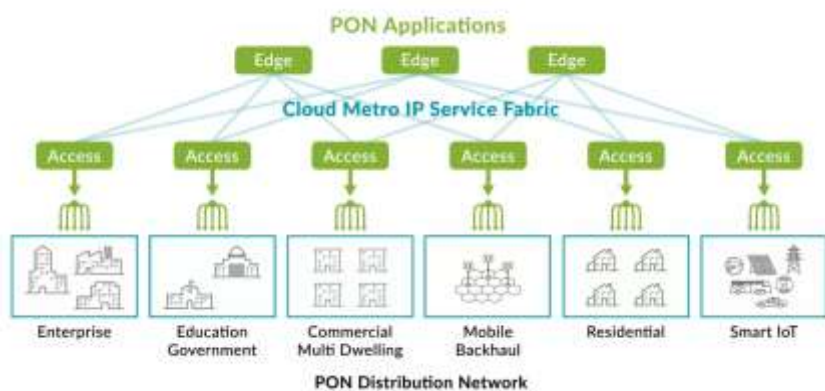 PON Applications
Edge Edge Edge
Cloud Metro IP Service Fabric
Access Access Access Access Access Access
Enterprise
Education
Government
Commercial
Multi Dwelling
Mobile
Backhaul
Residential
Smart IoT
PON Distribution Network